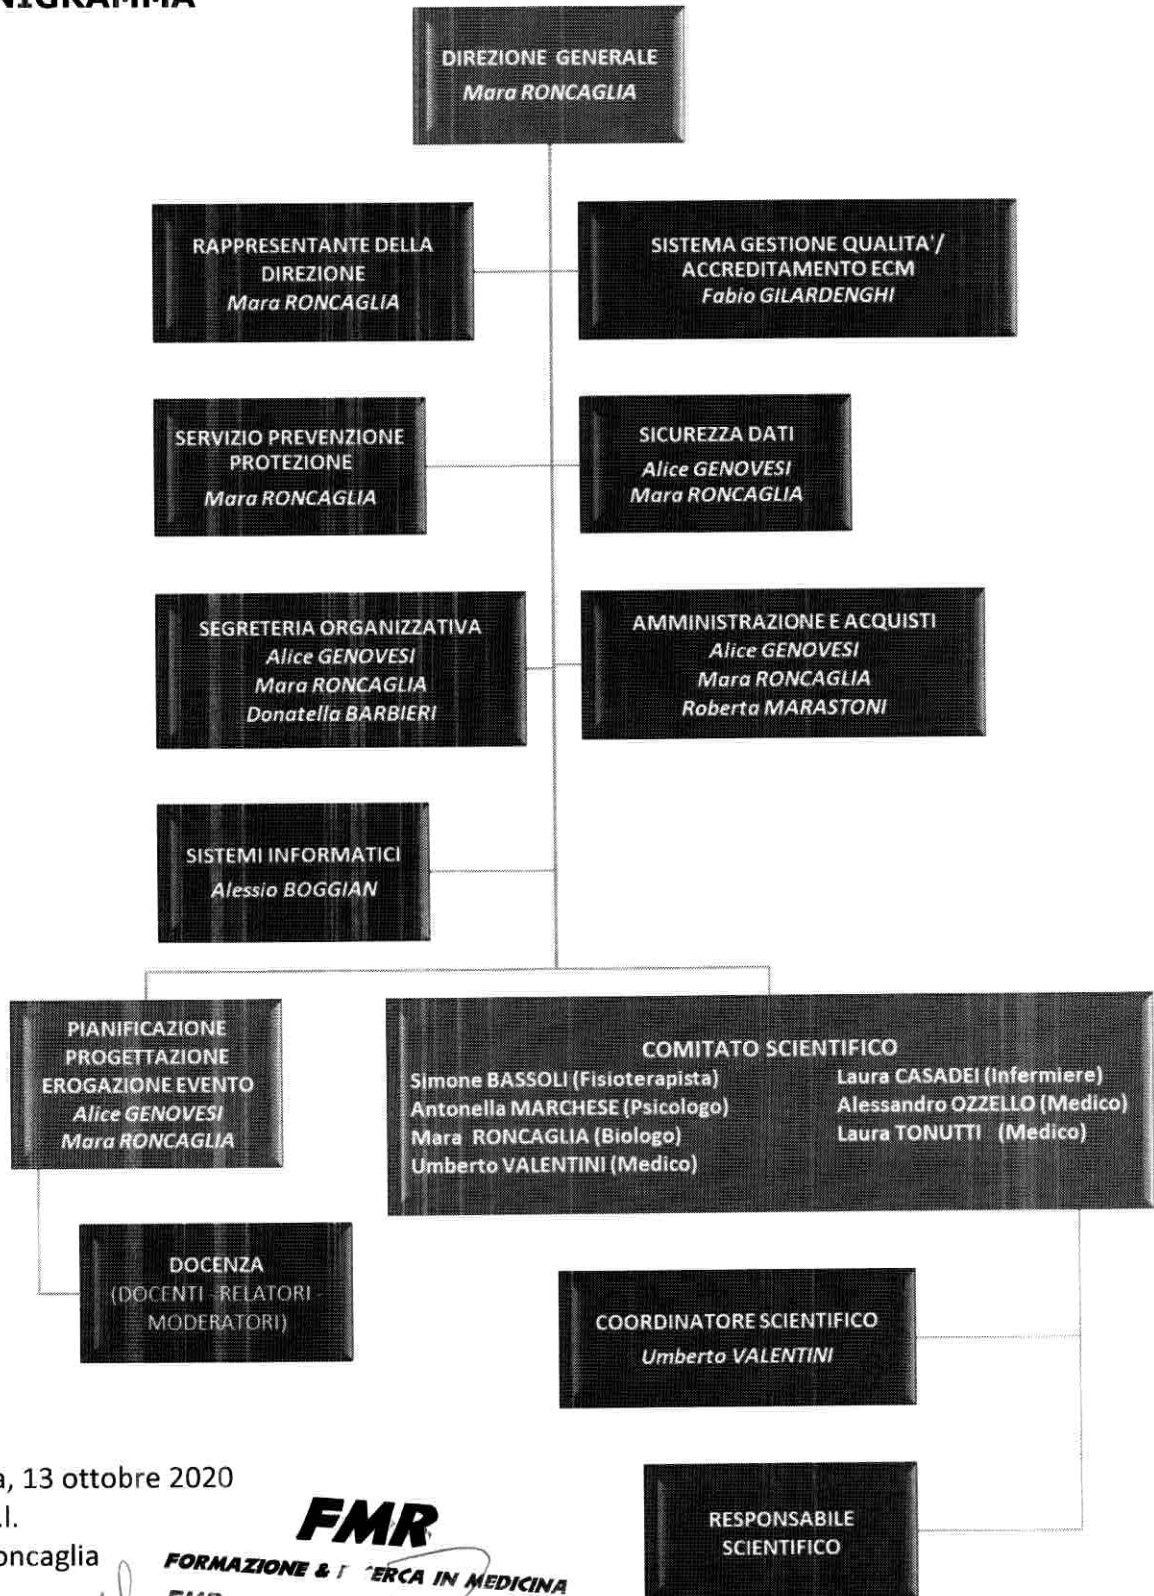 DIREZIONE GENERALE
Mara RONCAGLIA
RAPPRESENTANTE DELLA
DIREZIONE
Mara RONCAGLIA
SISTEMA GESTIONE QUALITA'/
ACCREDITAMENTO ECM
Fabio GILARDENGHI
SERVIZIO PREVENZIONE
PROTEZIONE
Mara RONCAGLIA
SICUREZZA DATI
Alice GENOVESI
Mara RONCAGLIA
SEGRETERIA ORGANIZZATIVA
Alice GENOVESI
Mara RONCAGLIA
Donatella BARBIERI
AMMINISTRAZIONE E ACQUISTI
Alice GENOVESI
Mara RONCAGLIA
Roberta MARASTONI
SISTEMI INFORMATICI
Alessio BOGGIAN
PIANIFICAZIONE
PROGETTAZIONE
EROGAZIONE EVENTO
Alice GENOVESI
Mara RONCAGLIA
COMITATO SCIENTIFICO
Simone BASSOLI (Fisioterapista)
Antonella MARCHESE (Psicologo)
Mara RONCAGLIA (Biologo)
Umberto VALENTINI (Medico)
Laura CASADEI (Infermiere)
Alessandro OZZELLO (Medico)
Laura TONUTTI (Medico)
DOCENZA
(DOCENTI - RELATORI -
MODERATORI)
COORDINATORE SCIENTIFICO
Umberto VALENTINI
RESPONSABILE
SCIENTIFICO
13 ottobre 2020
FMR
FORMAZIONE & IN MEDICINA